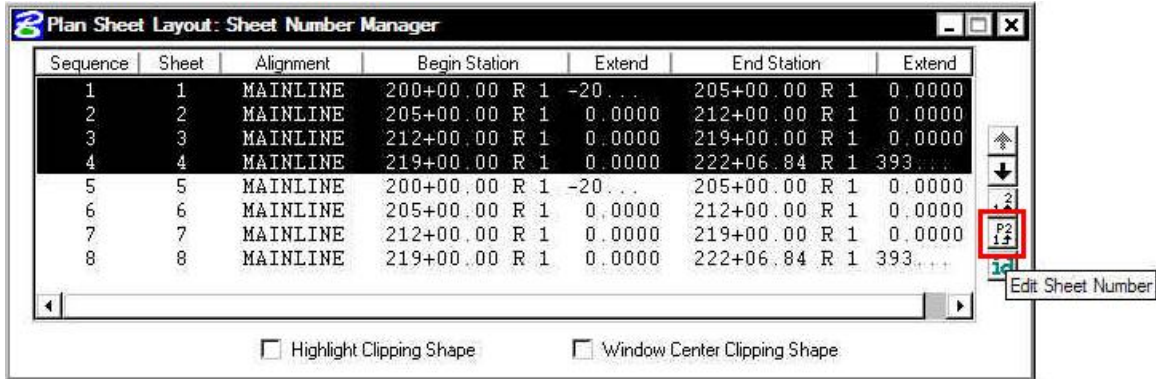 Plan Sheet Layout: Sheet Number Manager
Sequence Sheet Alignment Begin Station Extend End Station Extend
1 1 MAINLINE 200+00.00 R 1 -20... 205+00.00 R 1 0.0000
2 2 MAINLINE 205+00.00 R 1 0.0000 212+00.00 R 1 0.0000
3 3 MAINLINE 212+00.00 R 1 0.0000 219+00.00 R 1 0.0000
4 4 MAINLINE 219+00.00 R 1 0.0000 222+06.84 R 1 393...
5 5 MAINLINE 200+00.00 R 1 -20... 205+00.00 R 1 0.0000
6 6 MAINLINE 205+00.00 R 1 0.0000 212+00.00 R 1 0.0000
7 7 MAINLINE 212+00.00 R 1 0.0000 219+00.00 R 1 0.0000
8 8 MAINLINE 219+00.00 R 1 0.0000 222+06.84 R 1 393...
2
P2
1
id
Edit Sheet Number
Highlight Clipping Shape Window Center Clipping Shape